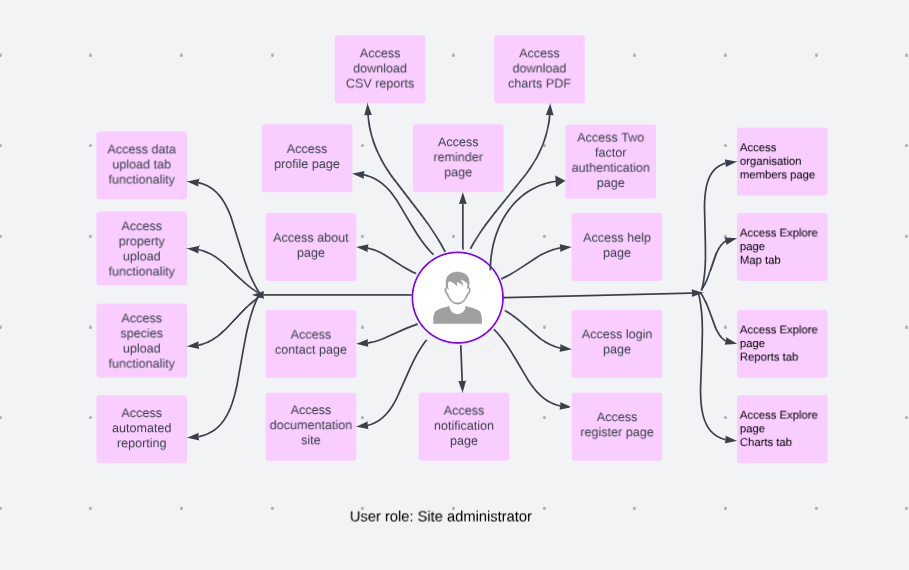 Access
download
CSV reports
Access
download
charts PDF
Access data
upload tab
functionality
Access
profile page
Access
reminder
page
Access Two
factor
authentication
page
Access
organisation
members page
Access
property
upload
functionality
Access about
page
Access help
page
Access Explore
page
Map tab
Access
species
upload
functionality
Access
contact page
Access login
page
Access Explore
page
Reports tab
Access
automated
reporting
Access
documentation
site
Access
notification
page
Access
register page
Access Explore
page
Charts tab
User role: Site administrator